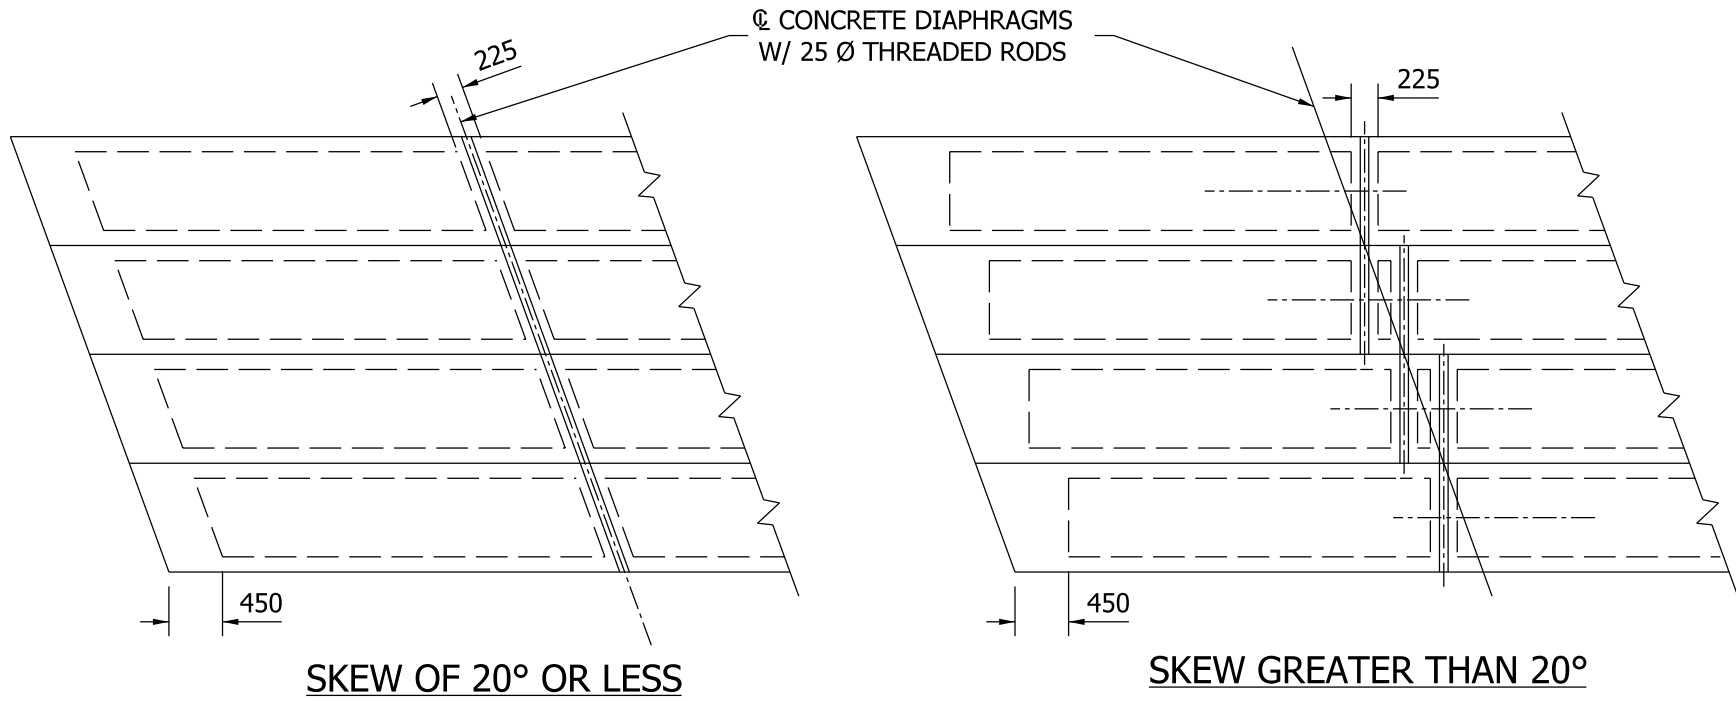 ℄ CONCRETE DIAPHRAGMS
W/ 25 Ø THREADED RODS
225
225
450
450
SKEW OF 20° OR LESS
SKEW GREATER THAN 20°